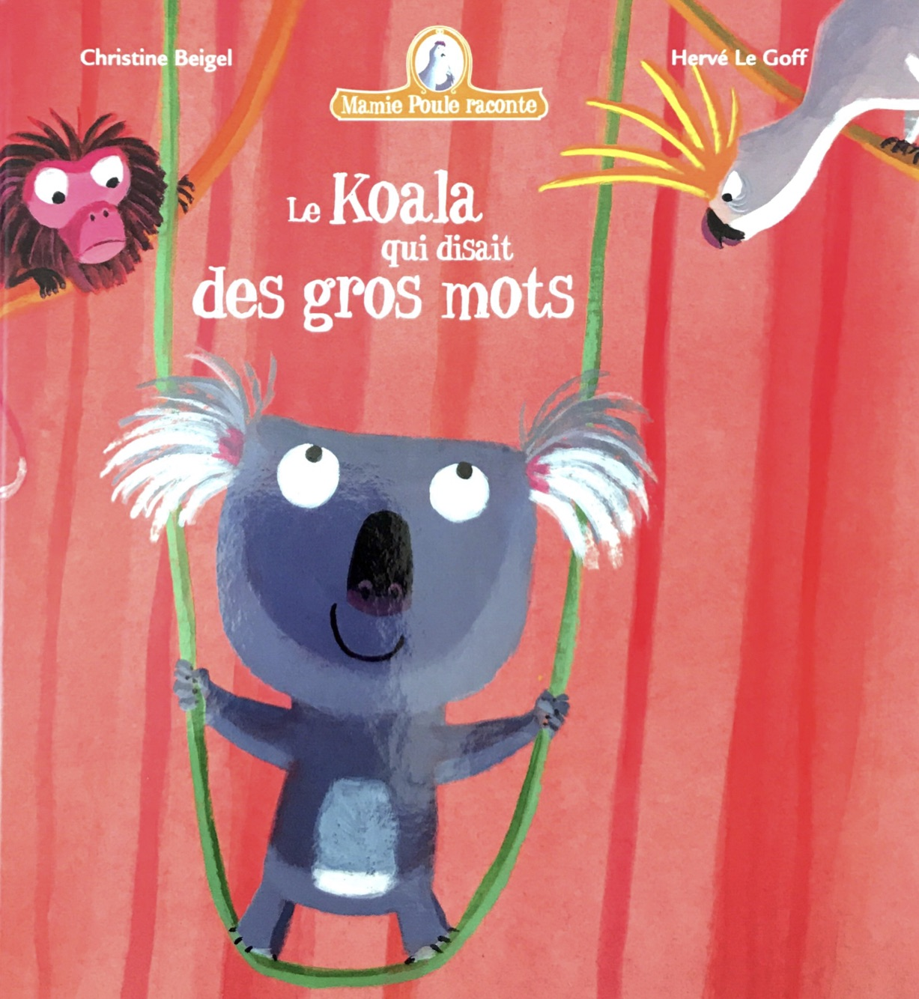 Christine Beigel
Hervé Le Goff
Mamie Poule raconte
Le Koala
qui disait
des gros mots